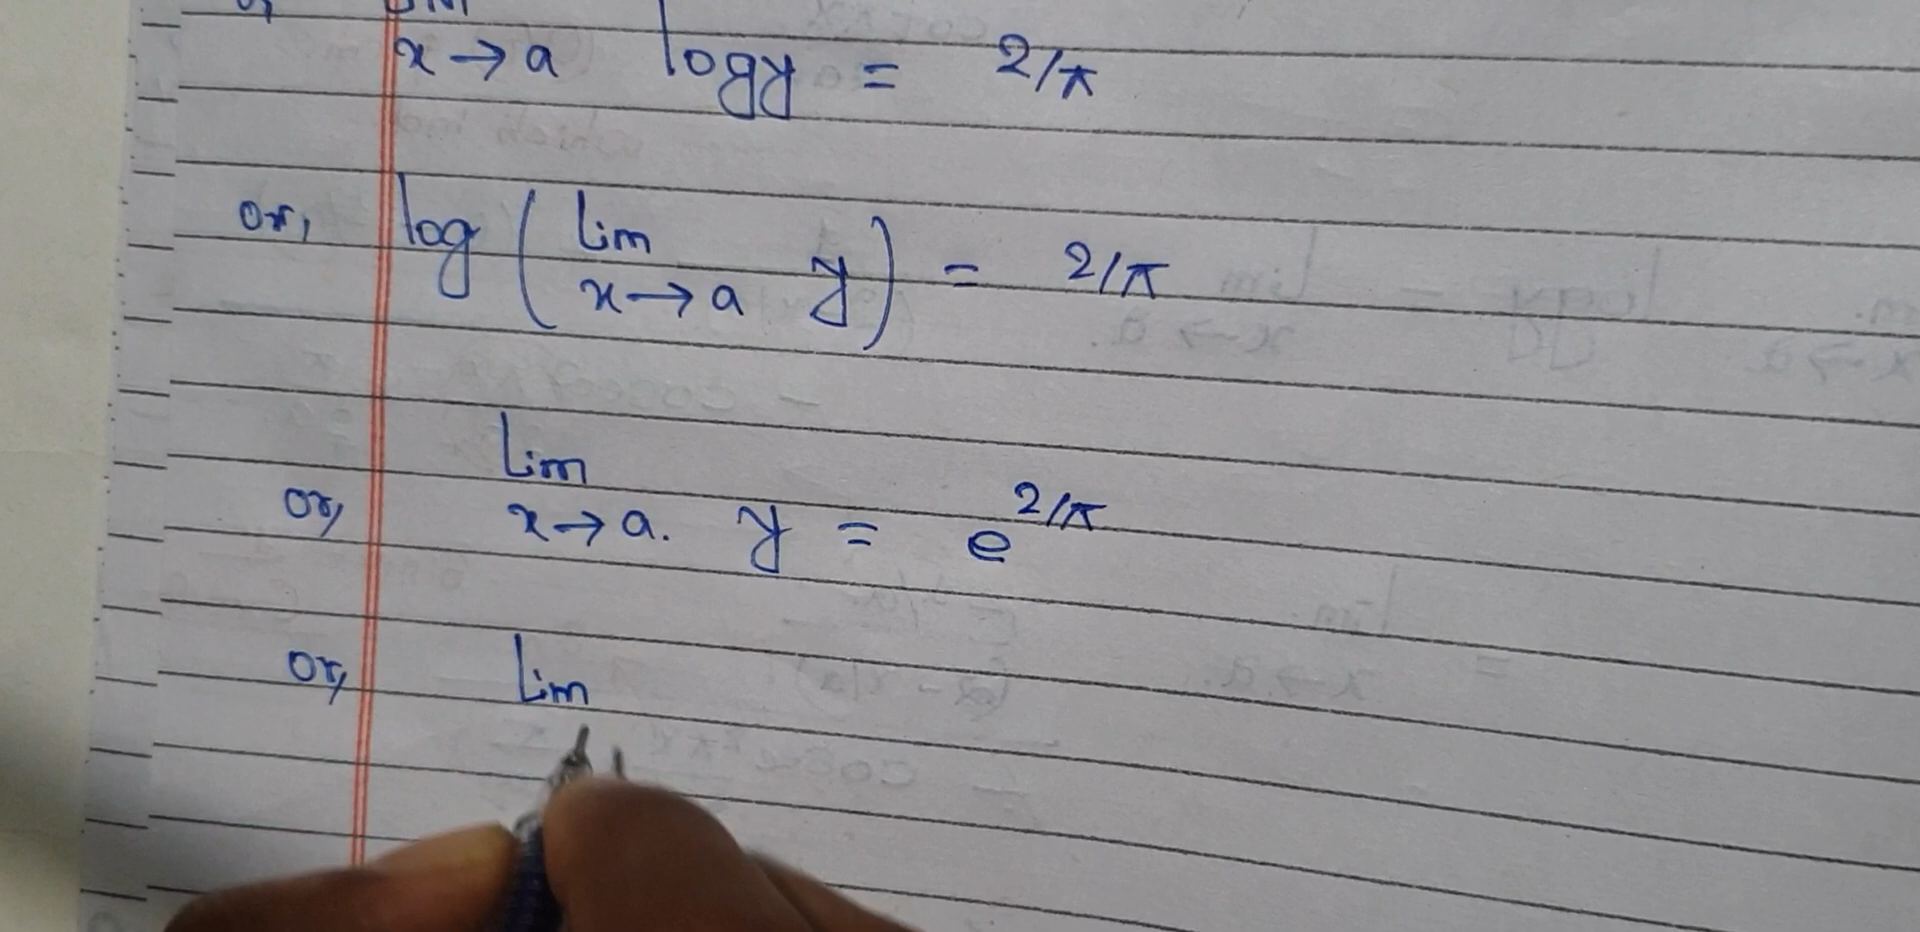 x→a logy = 2/π
or, log ( lim x→a y ) = 2/π
or, lim x→a. y = e^2/π
or, lim